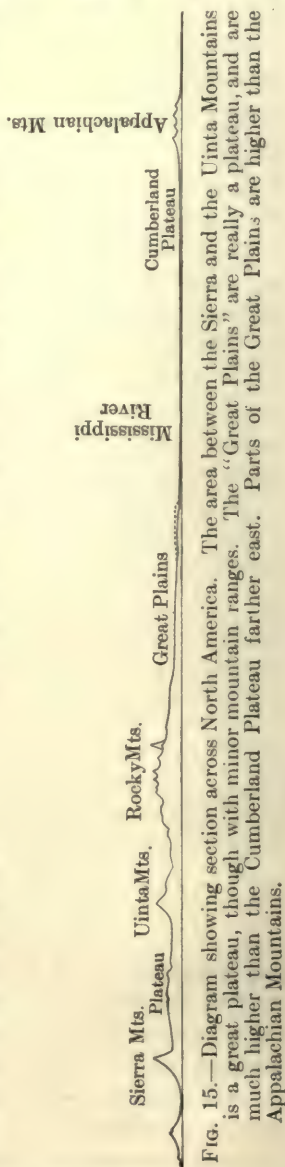 Sierra Mts.
Plateau
Uinta Mts.
Rocky Mts.
Great Plains
Mississippi
River
Cumberland
Plateau
Appalachian Mts.
FIG. 15.—Diagram showing section across North America. The area between the Sierra and the Uinta Mountains
is a great plateau, though with minor mountain ranges. The "Great Plains" are really a plateau, and are
much higher than the Cumberland Plateau farther east. Parts of the Great Plains are higher than the
Appalachian Mountains.